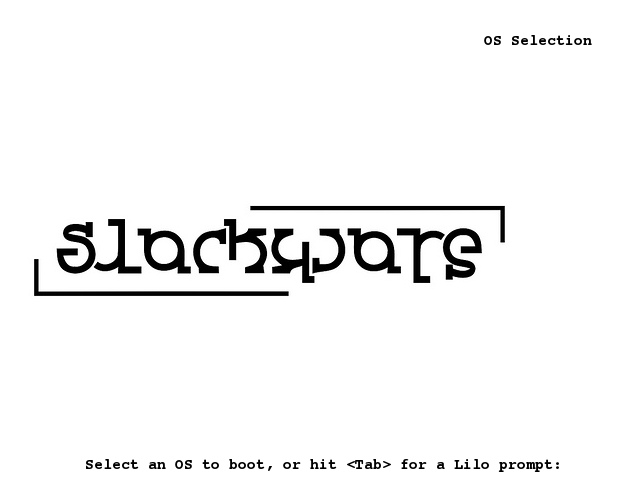 OS Selection
slackware
Select an OS to boot, or hit <Tab> for a Lilo prompt: